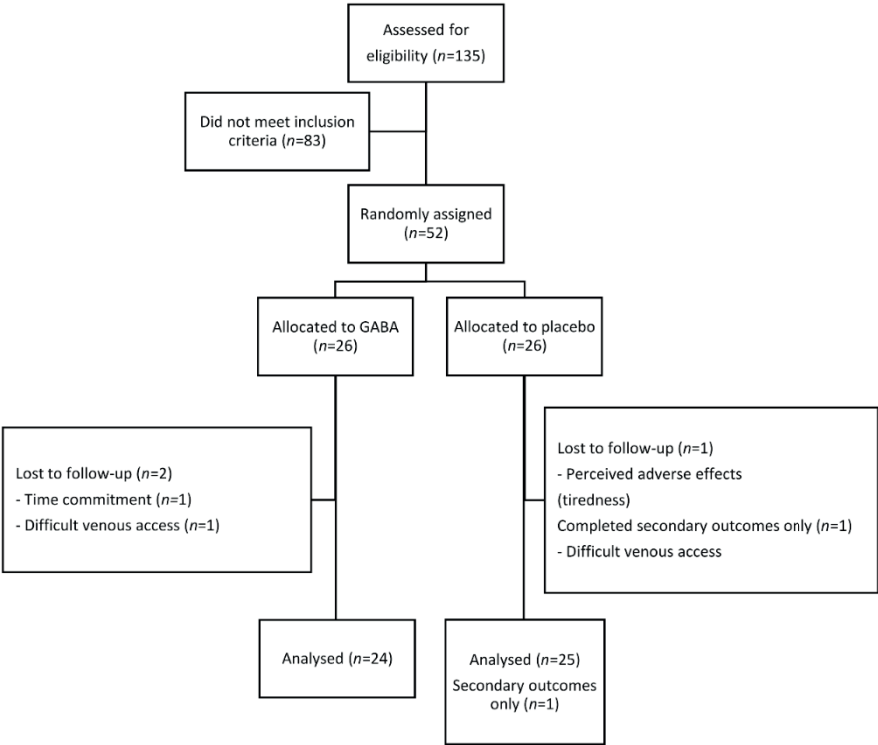 Assessed for
eligibility (n=135)
Did not meet inclusion
criteria (n=83)
Randomly assigned
(n=52)
Allocated to GABA
(n=26)
Allocated to placebo
(n=26)
Lost to follow-up (n=2)
- Time commitment (n=1)
- Difficult venous access (n=1)
Lost to follow-up (n=1)
- Perceived adverse effects
(tiredness)
Completed secondary outcomes only (n=1)
- Difficult venous access
Analysed (n=24)
Analysed (n=25)
Secondary outcomes
only (n=1)